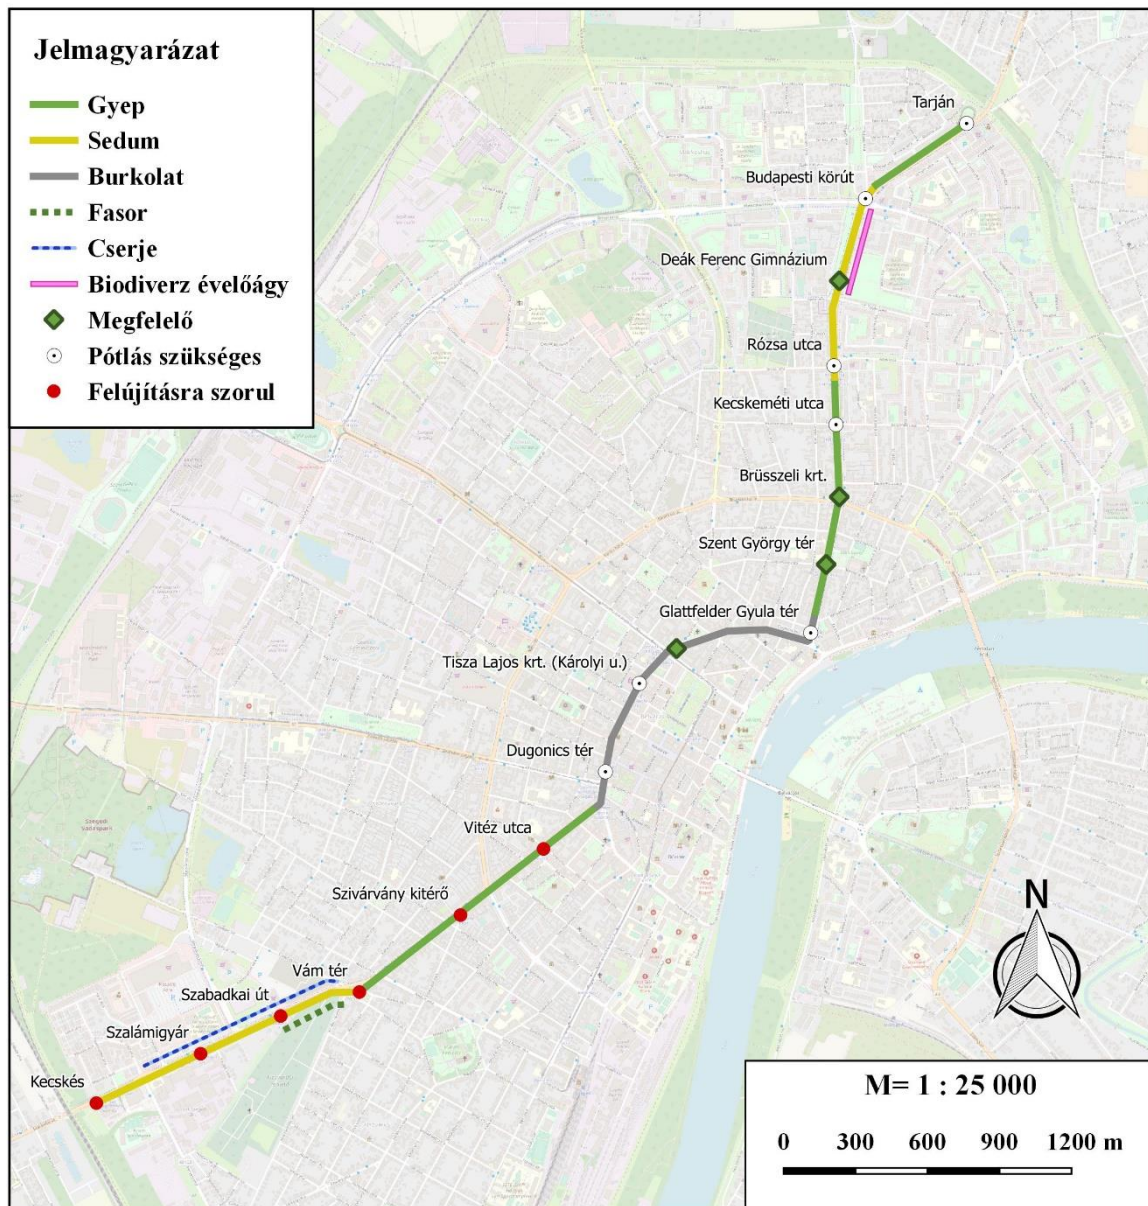 Jelmagyarázat
Gyep
Sedum
Burkolat
Fasor
Cserje
Biodiverz évelőágy
Megfelelő
Pótlás szükséges
Felújításra szorul
Tarján
Budapesti körút
Deák Ferenc Gimnázium
Rózsa utca
Kecskeméti utca
Brüsszeli krt.
Szent György tér
Glattfelder Gyula tér
Tisza Lajos krt. (Károlyi u.)
Dugonics tér
Vitéz utca
Szivárvány kitérő
Vám tér
Szabadkai út
Szalámigyár
Kecskés
N
M= 1 : 25 000
0 300 600 900 1200 m